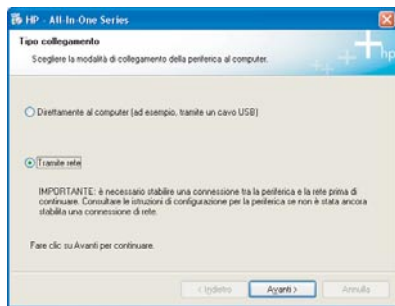 HP - All-In-One Series
Tipo collegamento
Scegliere la modalità di collegamento della periferica al computer.
hp
Direttamente al computer (ad esempio, tramite un cavo USB)
Tramite rete
IMPORTANTE: è necessario stabilire una connessione tra la periferica e la rete prima di
continuare. Consultare le istruzioni di configurazione per la periferica se non è stata ancora
stabilita una connessione di rete.
Fare clic su Avanti per continuare.
< Indietro Avanti > Annulla